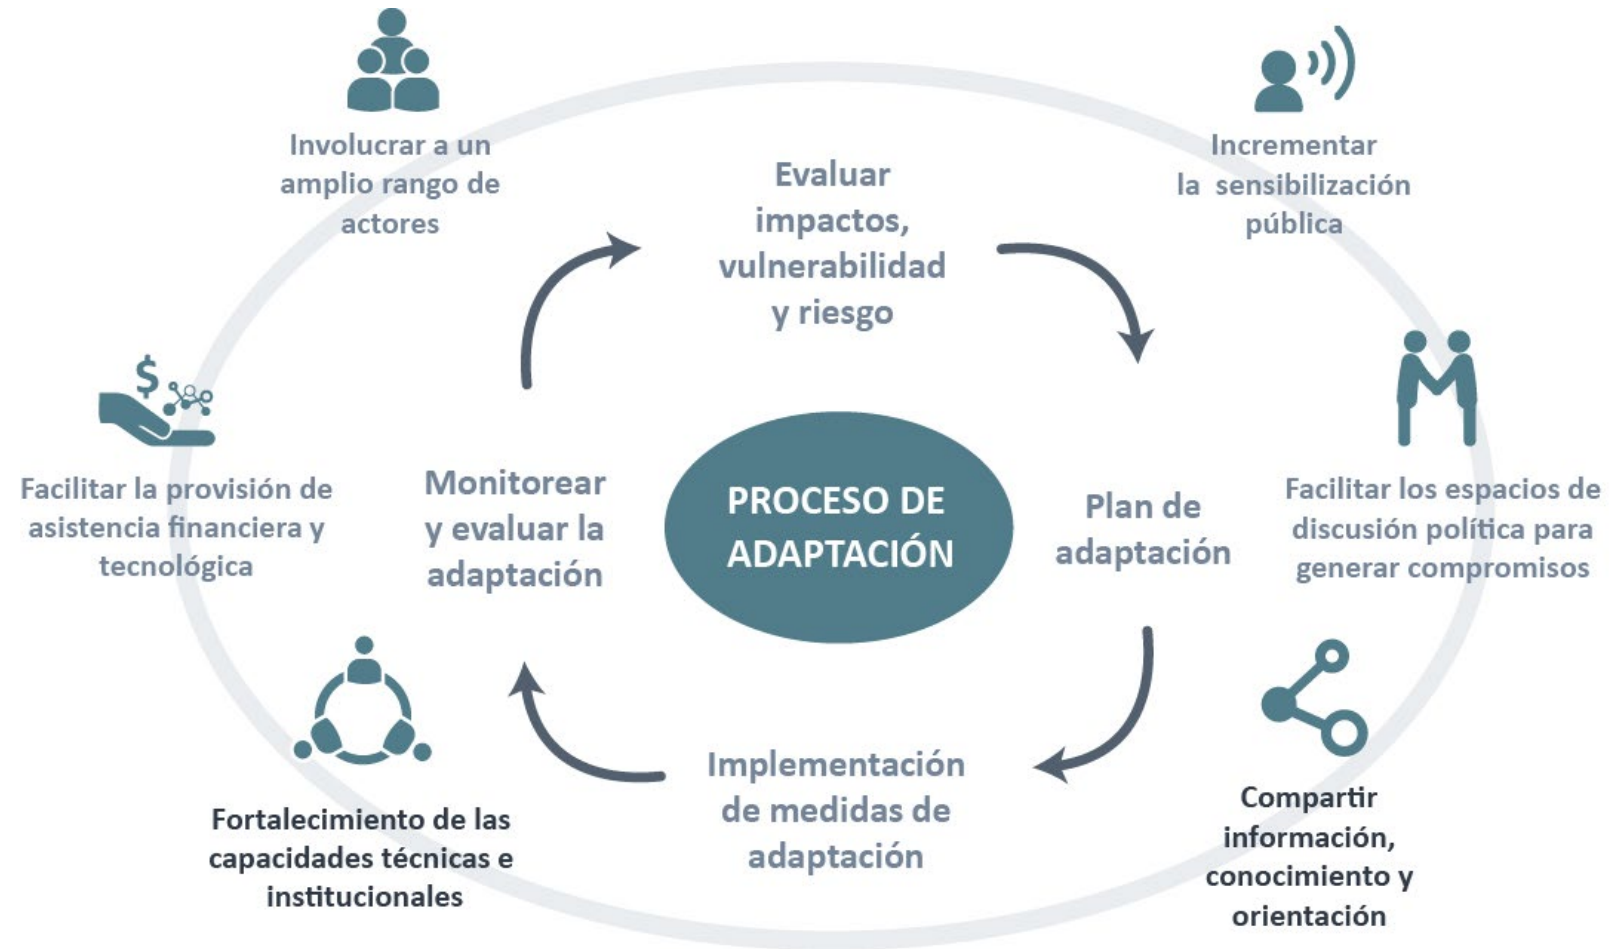 Involucrar a un
amplio rango de
actores
Incrementar
la sensibilización
pública
Evaluar
impactos,
vulnerabilidad
y riesgo
Facilitar la provisión de
asistencia financiera y
tecnológica
$
Monitorear
y evaluar la
adaptación
PROCESO DE
ADAPTACIÓN
Plan de
adaptación
Facilitar los espacios de
discusión política para
generar compromisos
Fortalecimiento de las
capacidades técnicas e
institucionales
Implementación
de medidas de
adaptación
Compartir
información,
conocimiento y
orientación